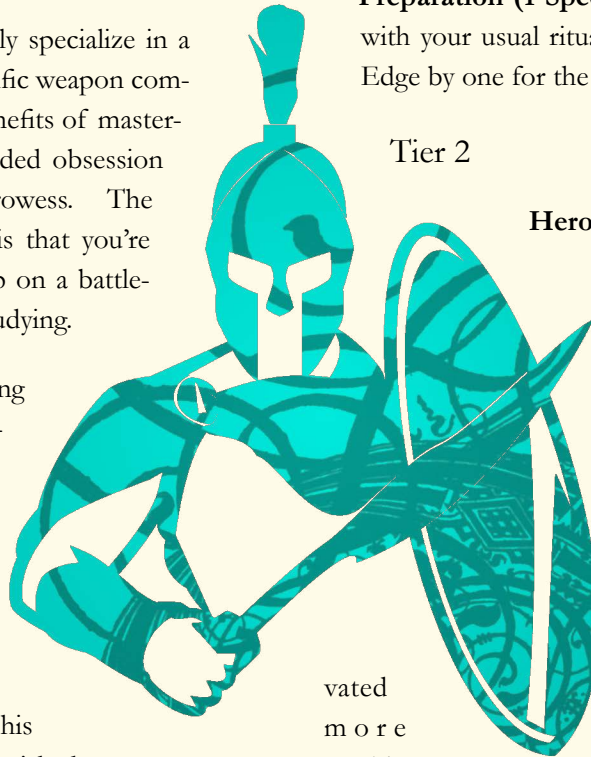 ly specialize in a
fic weapon com-
nefits of master-
ded obsession
rowess. The
is that you're
p on a battle-
udying.
ng
his
Preparation (1 Spe
with your usual ritu
Edge by one for the
Tier 2
Hero
vated
more